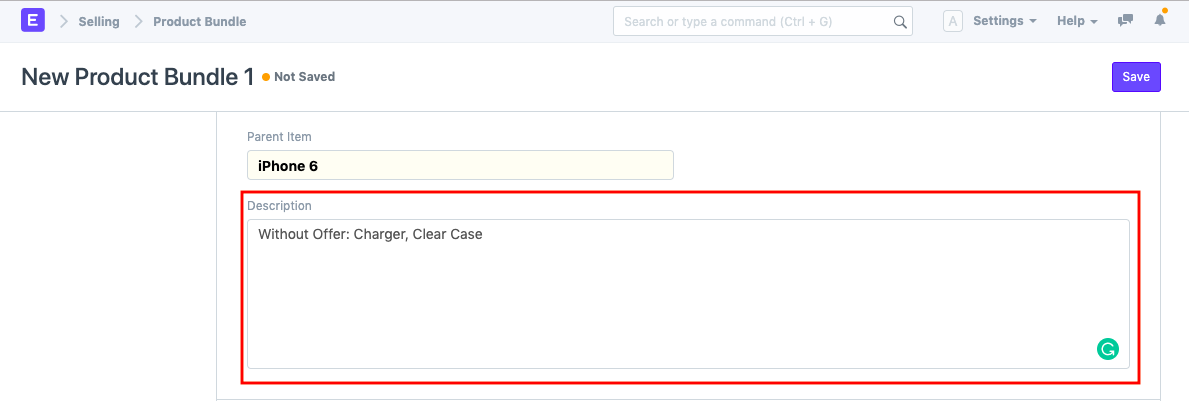 E Selling Product Bundle Search or type a command (Ctrl + G) A Settings Help
New Product Bundle 1 Not Saved Save
Parent Item
iPhone 6
Description
Without Offer: Charger, Clear Case